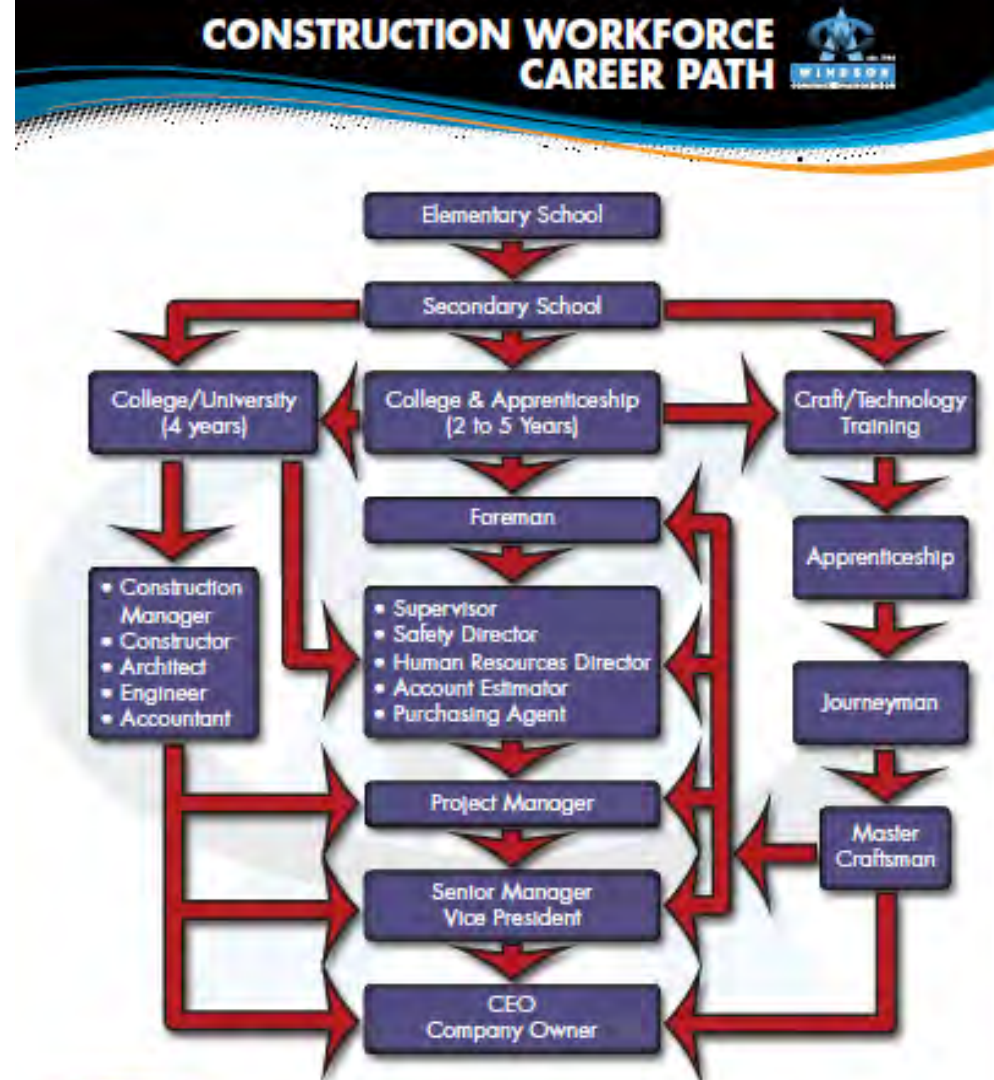 CONSTRUCTION WORKFORCE
CAREER PATH
WINDSOR
Elementary School
Secondary School
College/University
(4 years)
College & Apprenticeship
(2 to 5 Years)
Craft/Technology
Training
Foreman
Apprenticeship
• Construction
Manager
• Constructor
• Architect
• Engineer
• Accountant
• Supervisor
• Safety Director
• Human Resources Director
• Account Estimator
• Purchasing Agent
Journeyman
Project Manager
Master
Craftsman
Senior Manager
Vice President
CEO
Company Owner